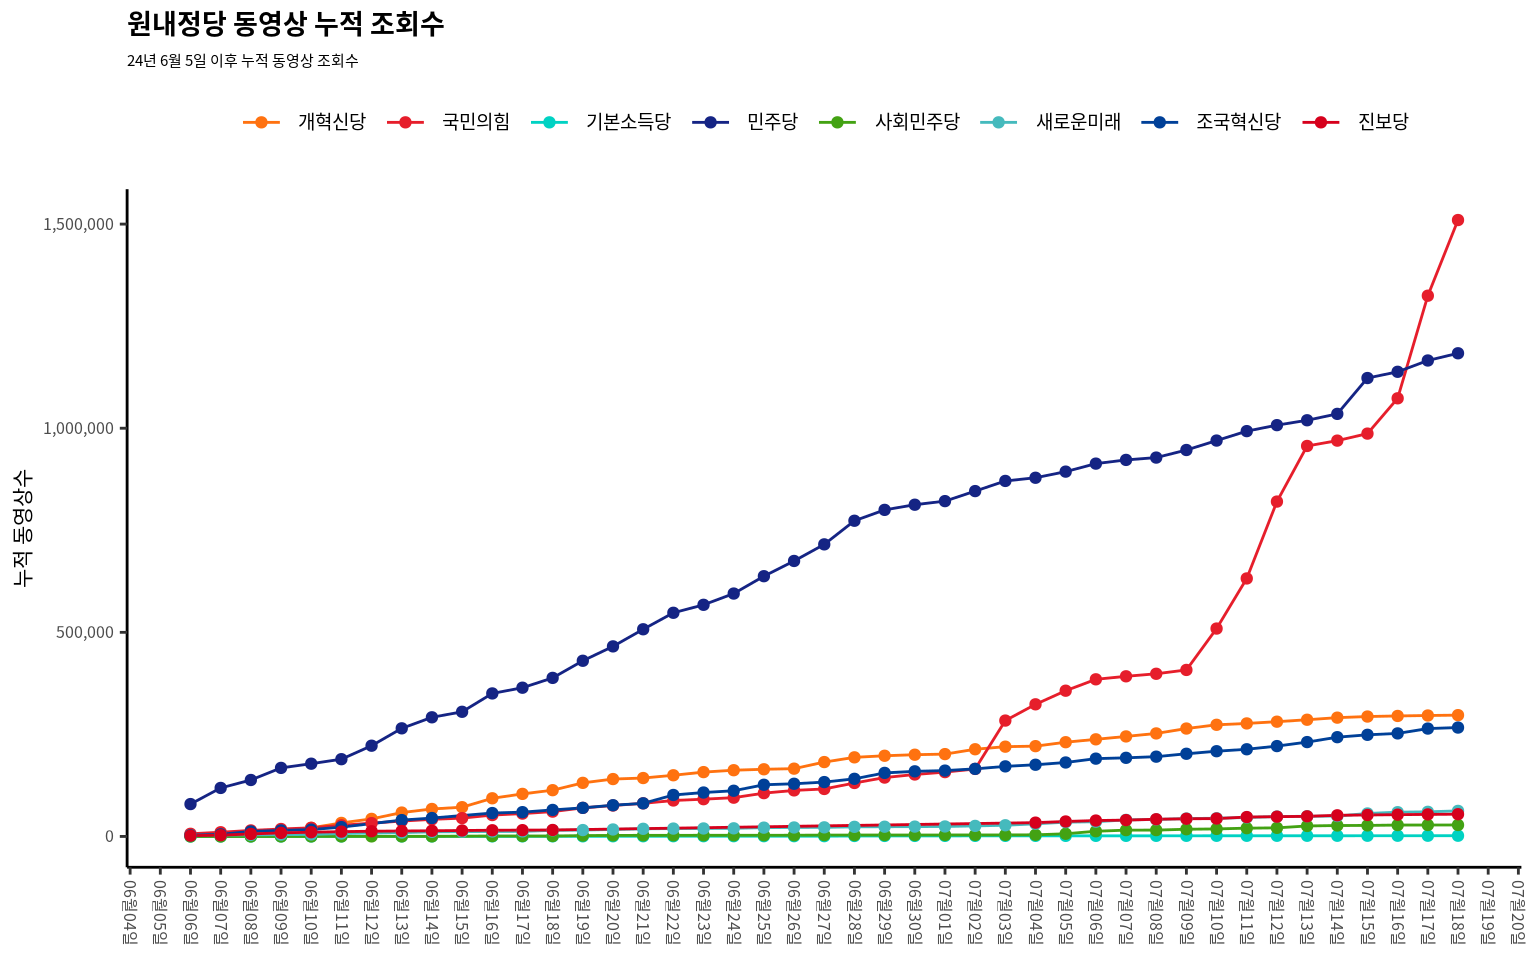 원내정당 동영상 누적 조회수
24년 6월 5일 이후 누적 동영상 조회수
개혁신당 국민의힘 기본소득당 민주당 사회민주당 새로운미래 조국혁신당 진보당
누적 동영상수
1,500,000
1,000,000
500,000
0
06월04일 06월05일 06월06일 06월07일 06월08일 06월09일 06월10일 06월11일 06월12일 06월13일 06월14일 06월15일 06월16일 06월17일 06월18일 06월19일 06월20일 06월21일 06월22일 06월23일 06월24일 06월25일 06월26일 06월27일 06월28일 06월29일 06월30일 07월01일 07월02일 07월03일 07월04일 07월05일 07월06일 07월07일 07월08일 07월09일 07월10일 07월11일 07월12일 07월13일 07월14일 07월15일 07월16일 07월17일 07월18일 07월19일 07월20일